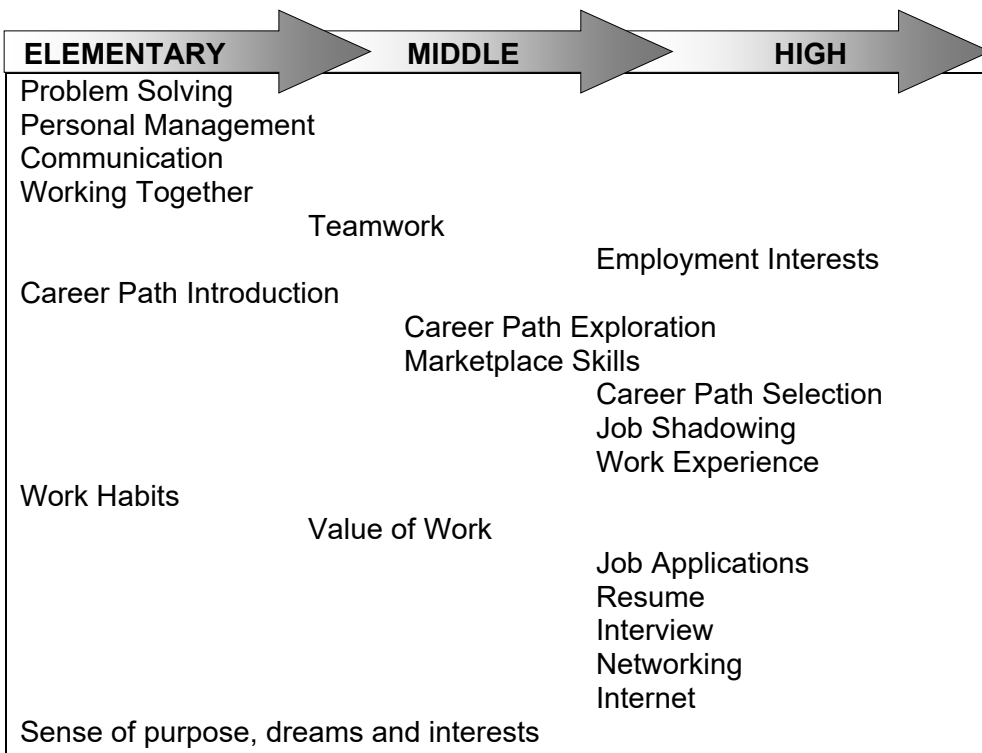 ELEMENTARY MIDDLE HIGH
Problem Solving
Personal Management
Communication
Working Together
Teamwork
Employment Interests
Career Path Introduction
Career Path Exploration
Marketplace Skills
Career Path Selection
Job Shadowing
Work Experience
Work Habits
Value of Work
Job Applications
Resume
Interview
Networking
Internet
Sense of purpose, dreams and interests